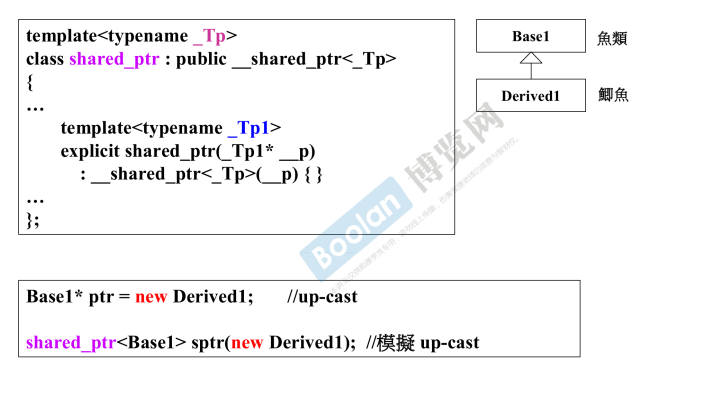 template<typename _Tp>
class shared_ptr : public __shared_ptr<_Tp>
{
…
template<typename _Tp1>
explicit shared_ptr(_Tp1* __p)
: __shared_ptr<_Tp>(__p) { }
…
};
Base1
魚類
Derived1
鯽魚
Boolan 博览网
Base1* ptr = new Derived1; //up-cast
shared_ptr<Base1> sptr(new Derived1); //模擬 up-cast